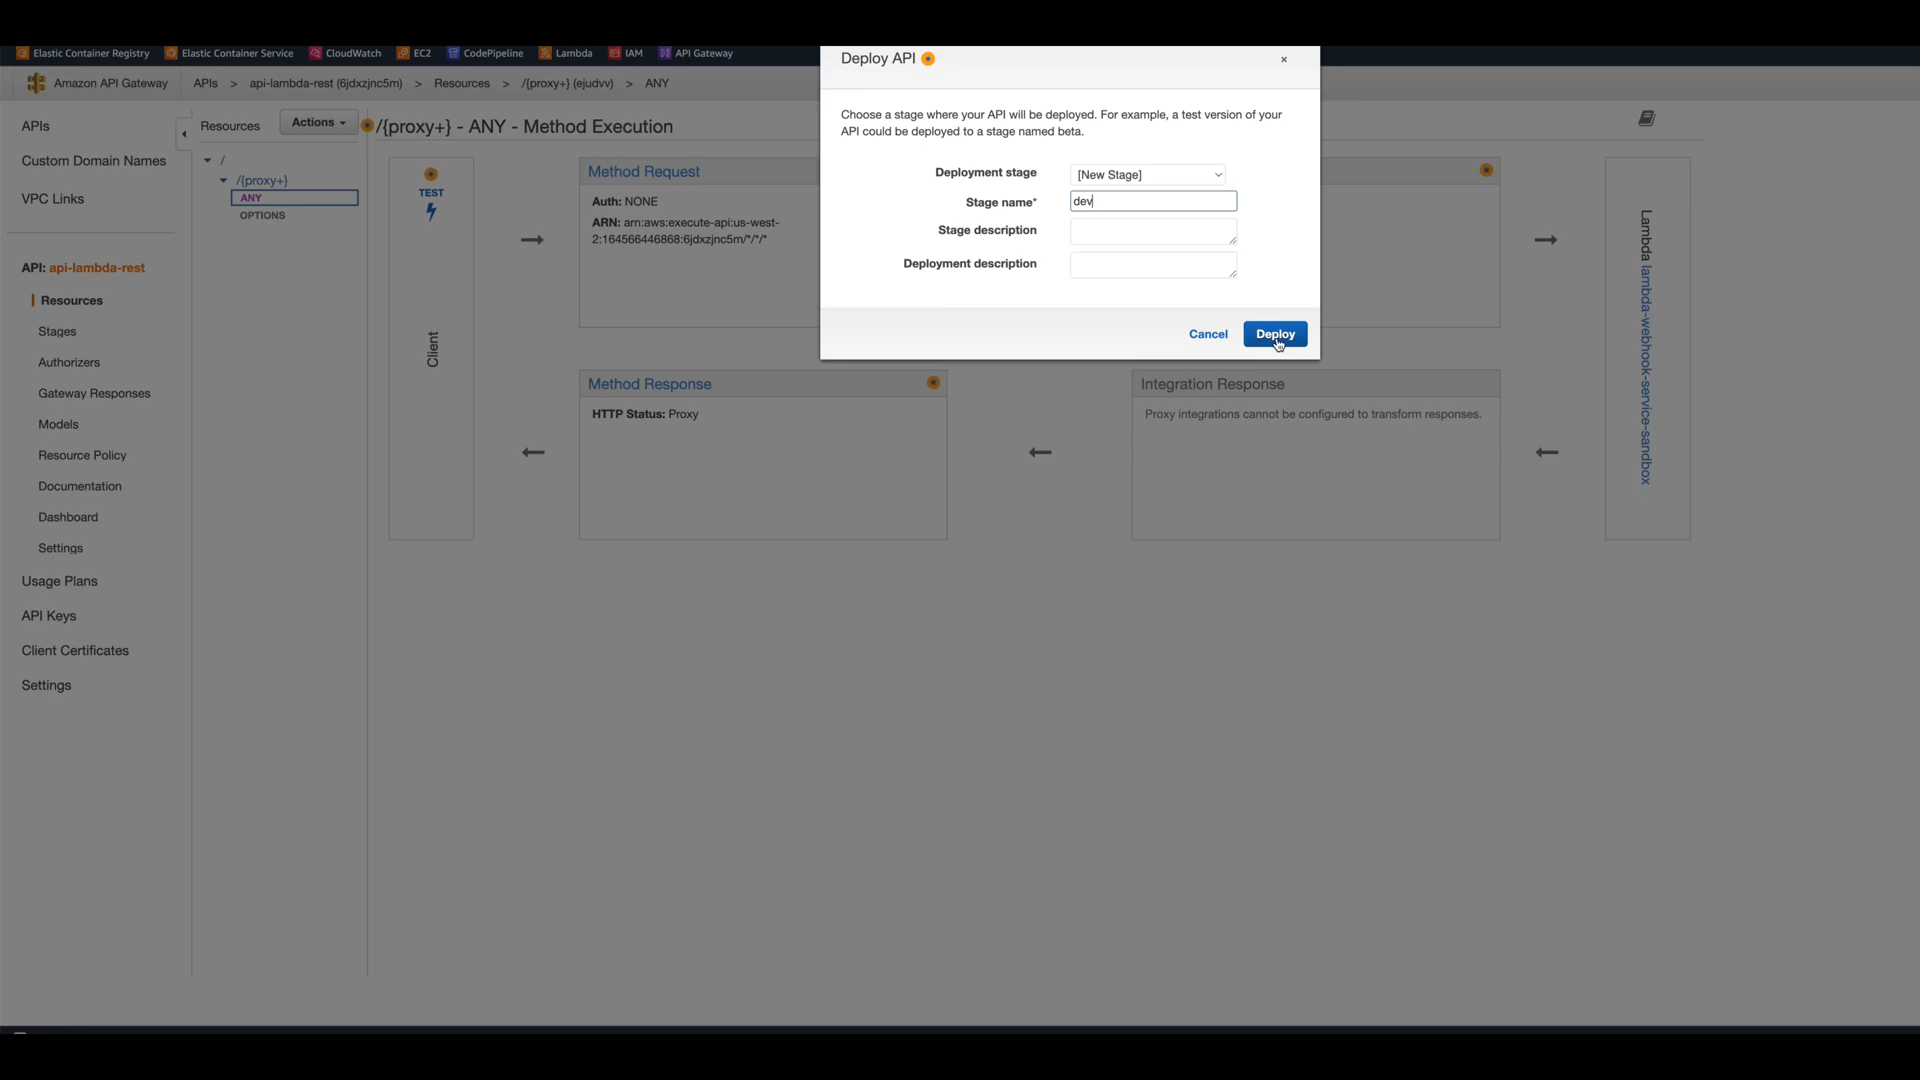 Elastic Container Registry Elastic Container Service CloudWatch EC2 CodePipeline Lambda IAM API Gateway
Amazon API Gateway APIs > api-lambda-rest (6jdxzjnc5m) > Resources > /{proxy+} (ejudvv) > ANY
APIs
Custom Domain Names
VPC Links
API: api-lambda-rest
Resources
Stages
Authorizers
Gateway Responses
Models
Resource Policy
Documentation
Dashboard
Settings
Usage Plans
API Keys
Client Certificates
Settings
Resources Actions
/
/{proxy+}
ANY
OPTIONS
/{proxy+} - ANY - Method Execution
TEST
Client
Method Request
Auth: NONE
ARN: arn:aws:execute-api:us-west-
2:164566446868:6jdxzjnc5m/*/*/*
Method Response
HTTP Status: Proxy
Integration Response
Proxy integrations cannot be configured to transform responses.
Lambda lambda-webhook-service-sandbox
Deploy API
×
Choose a stage where your API will be deployed. For example, a test version of your
API could be deployed to a stage named beta.
Deployment stage [New Stage]
Stage name* dev
Stage description
Deployment description
Cancel Deploy